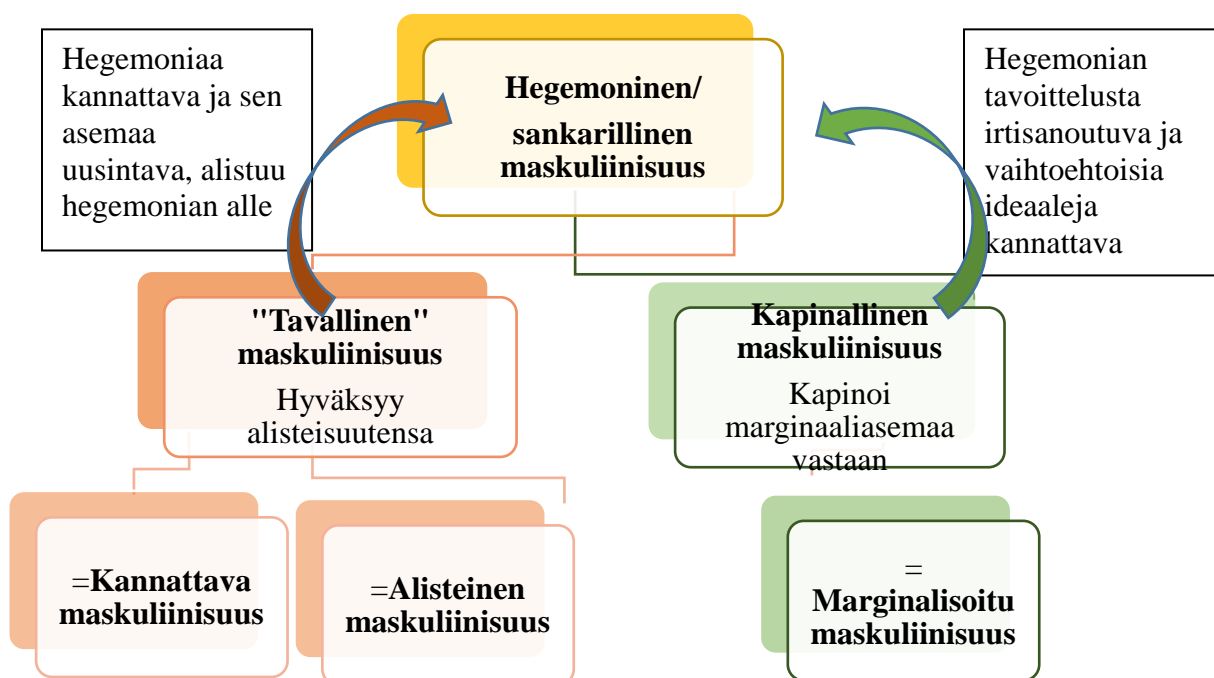 Hegemoniaa
kannattava ja sen
asemaa
uusintava, alistuu
hegemonian alle
Hegemoninen/
sankarillinen
maskuliinisuus
Hegemonian
tavoittelusta
irtisanoutuva ja
vaihtoehtoisia
ideaaleja
kannattava
"Tavallinen"
maskuliinisuus
Hyväksyy
alisteisuutensa
Kapinallinen
maskuliinisuus
Kapinoi
marginaaliasemaa
vastaan
=Kannattava
maskuliinisuus
=Alisteinen
maskuliinisuus
=
Marginalisoitu
maskuliinisuus